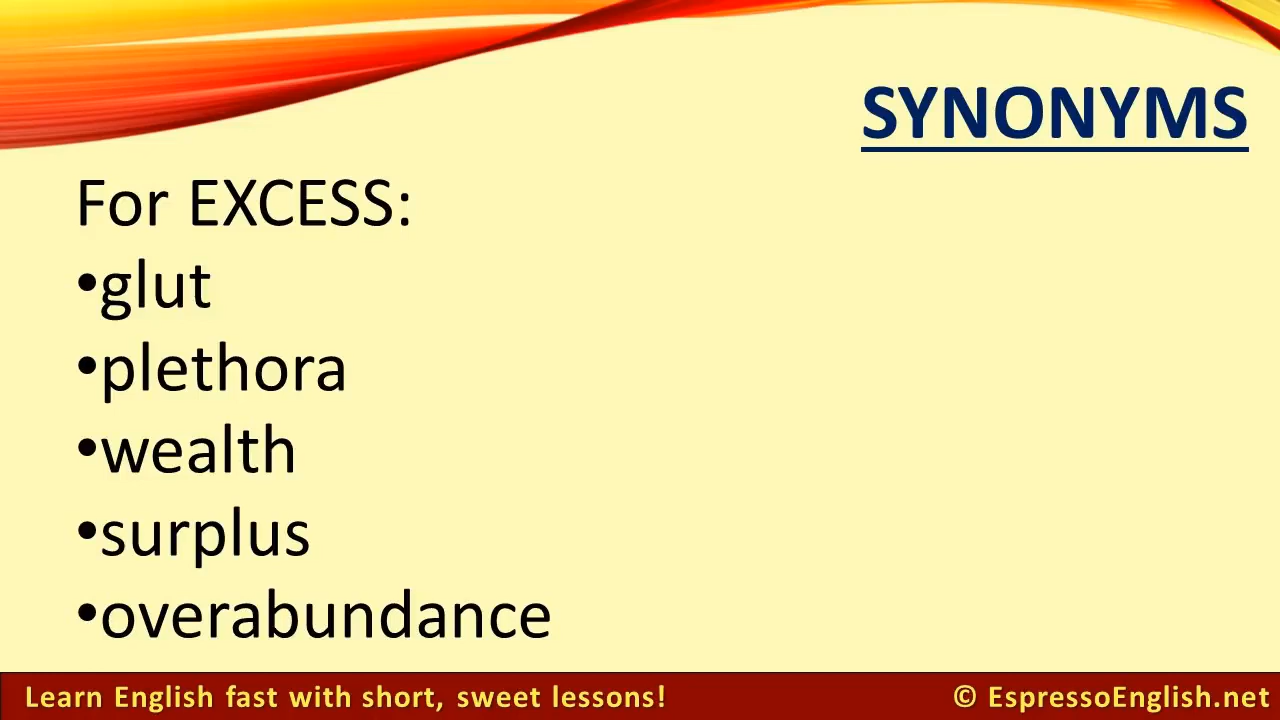 SYNONYMS
For EXCESS:
•glut
•plethora
•wealth
•surplus
•overabundance
Learn English fast with short, sweet lessons!
© EspressoEnglish.net